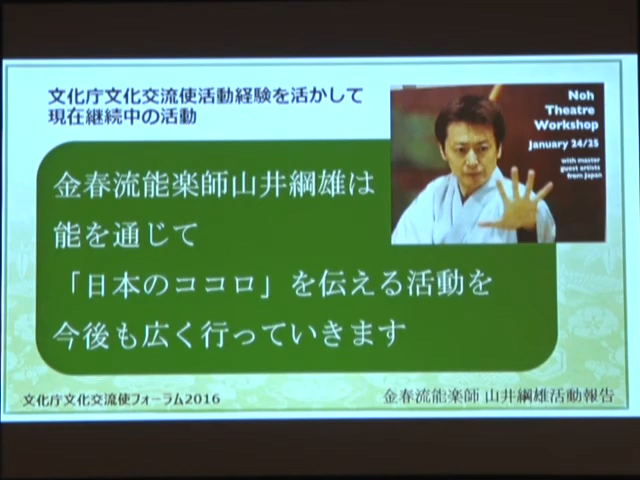 文化庁文化交流使活動経験を活かして
現在継続中の活動
Noh
Theatre
Workshop
January 24/25
with master
guest artists
from Japan
金春流能楽師山井綱雄は
能を通じて
「日本のココロ」を伝える活動を
今後も広く行っていきます
文化庁文化交流使フォーラム2016
金春流能楽師 山井綱雄活動報告